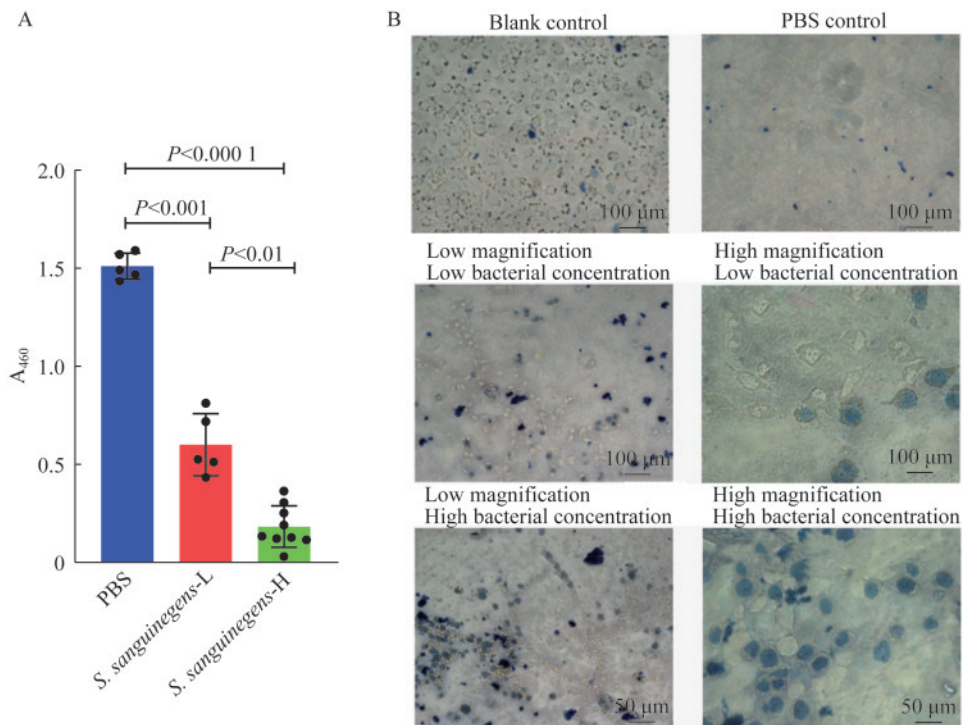 A
P<0.000 1
P<0.001
P<0.01
2.0
1.5
1.0
0.5
0
A460
PBS
S. sanguinegens-L
S. sanguinegens-H
B
Blank control
PBS control
100 μm
100 μm
Low magnification
Low bacterial concentration
High magnification
Low bacterial concentration
100 μm
100 μm
Low magnification
High bacterial concentration
High magnification
High bacterial concentration
50 μm
50 μm